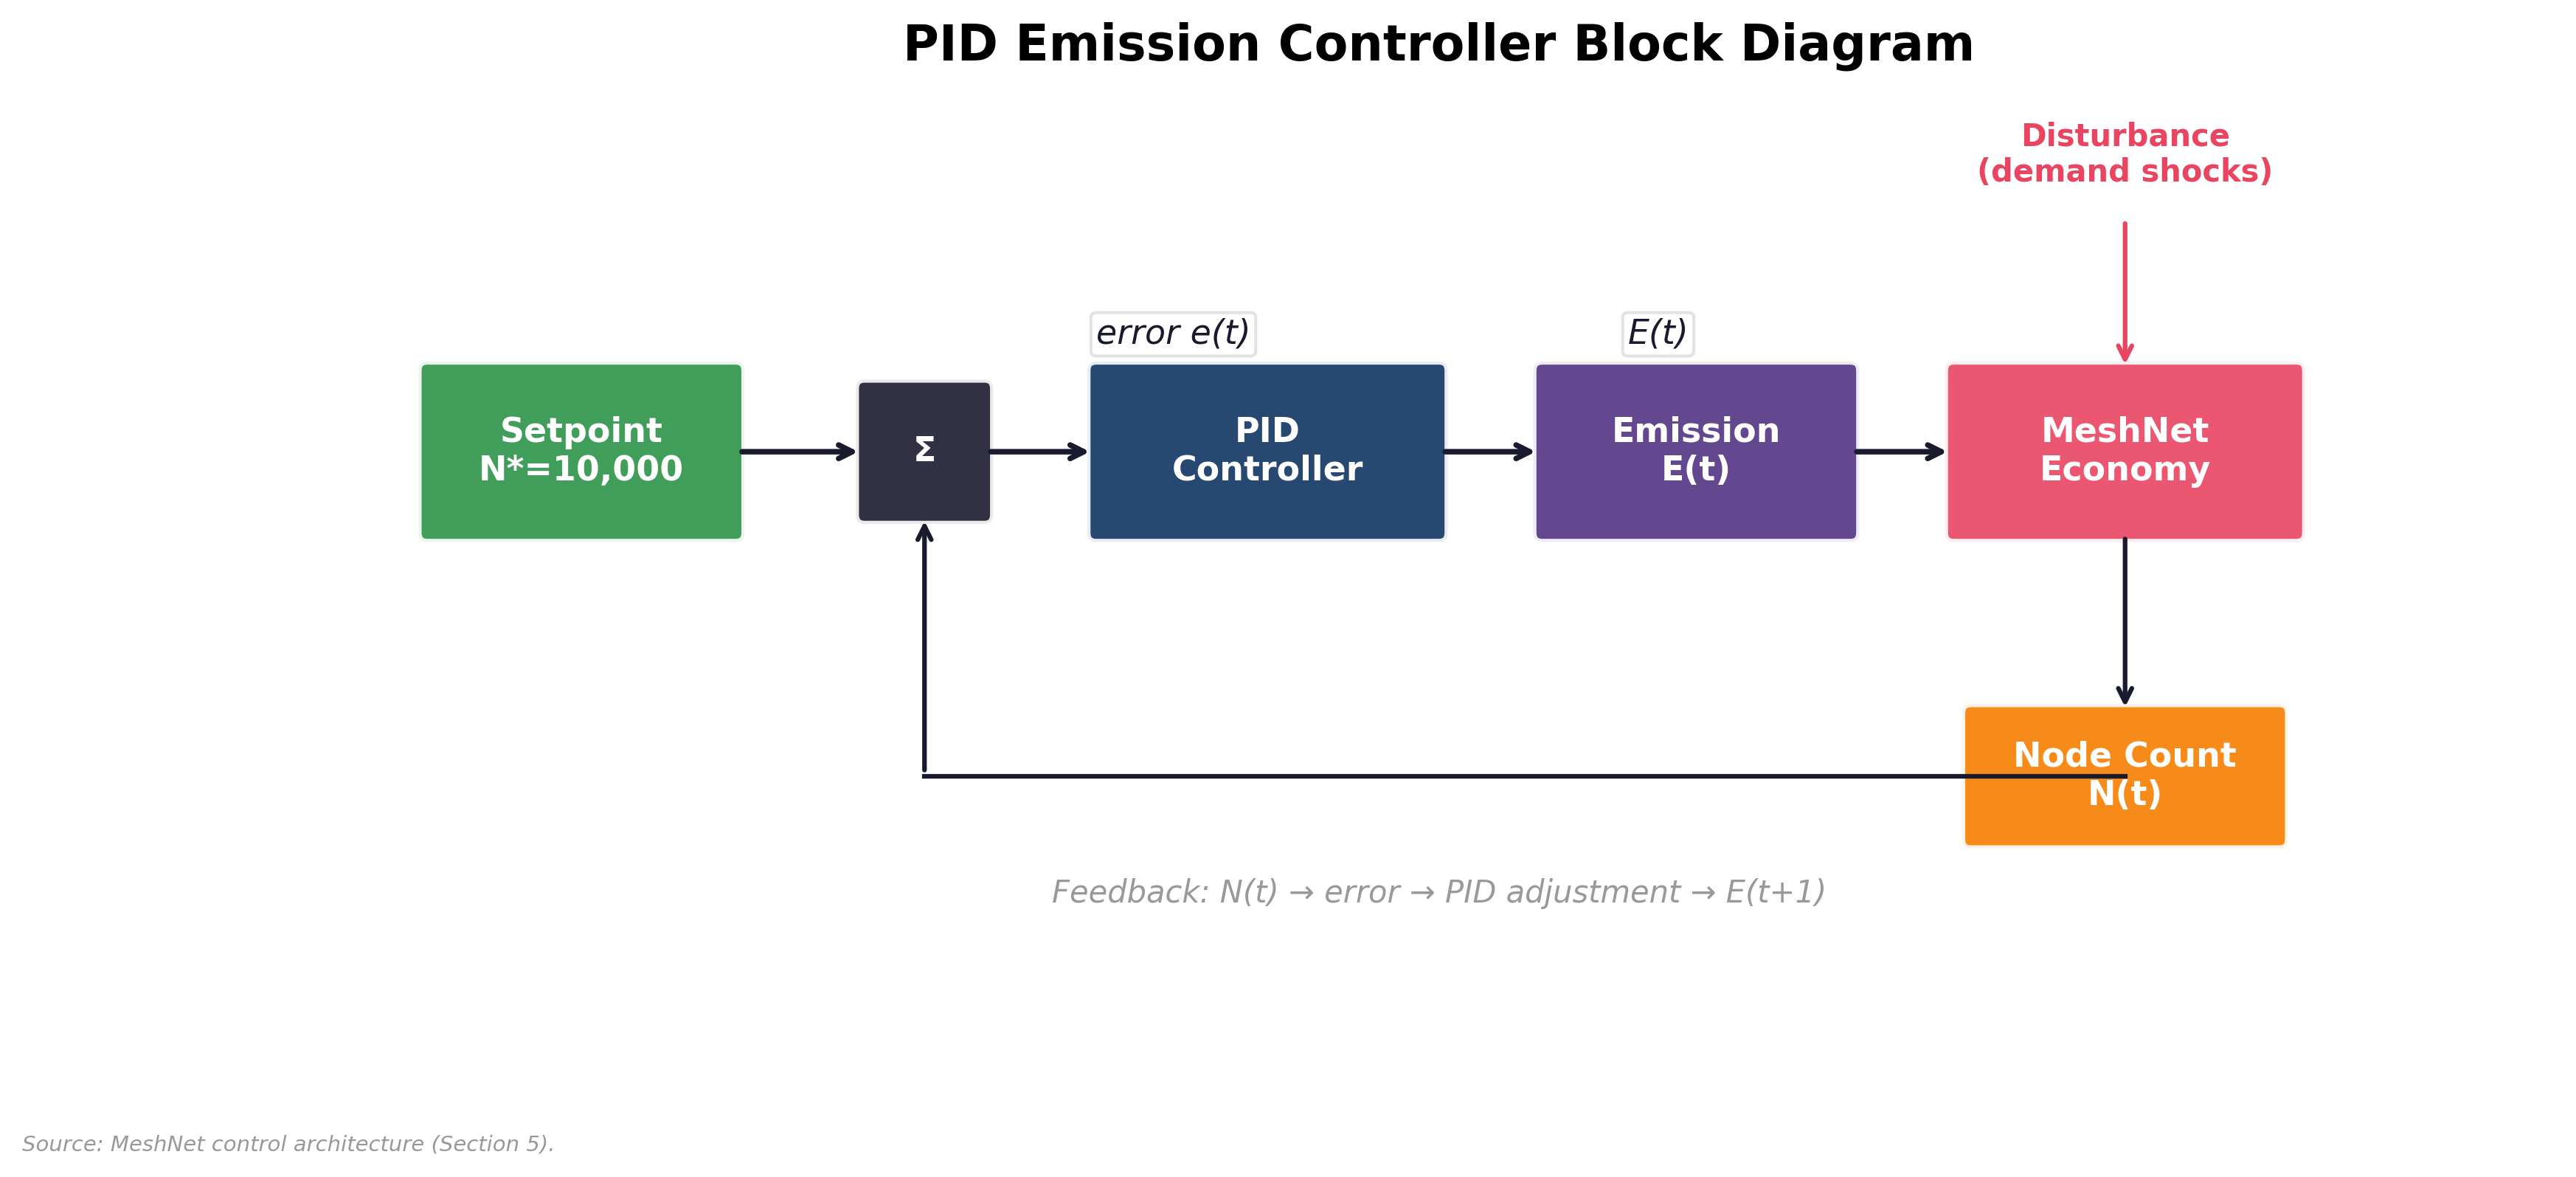 PID Emission Controller Block Diagram
Disturbance
(demand shocks)
error e(t)
E(t)
Setpoint
N*=10,000
Σ
PID
Controller
Emission
E(t)
MeshNet
Economy
Node Count
N(t)
Feedback: N(t) → error → PID adjustment → E(t+1)
Source: MeshNet control architecture (Section 5).